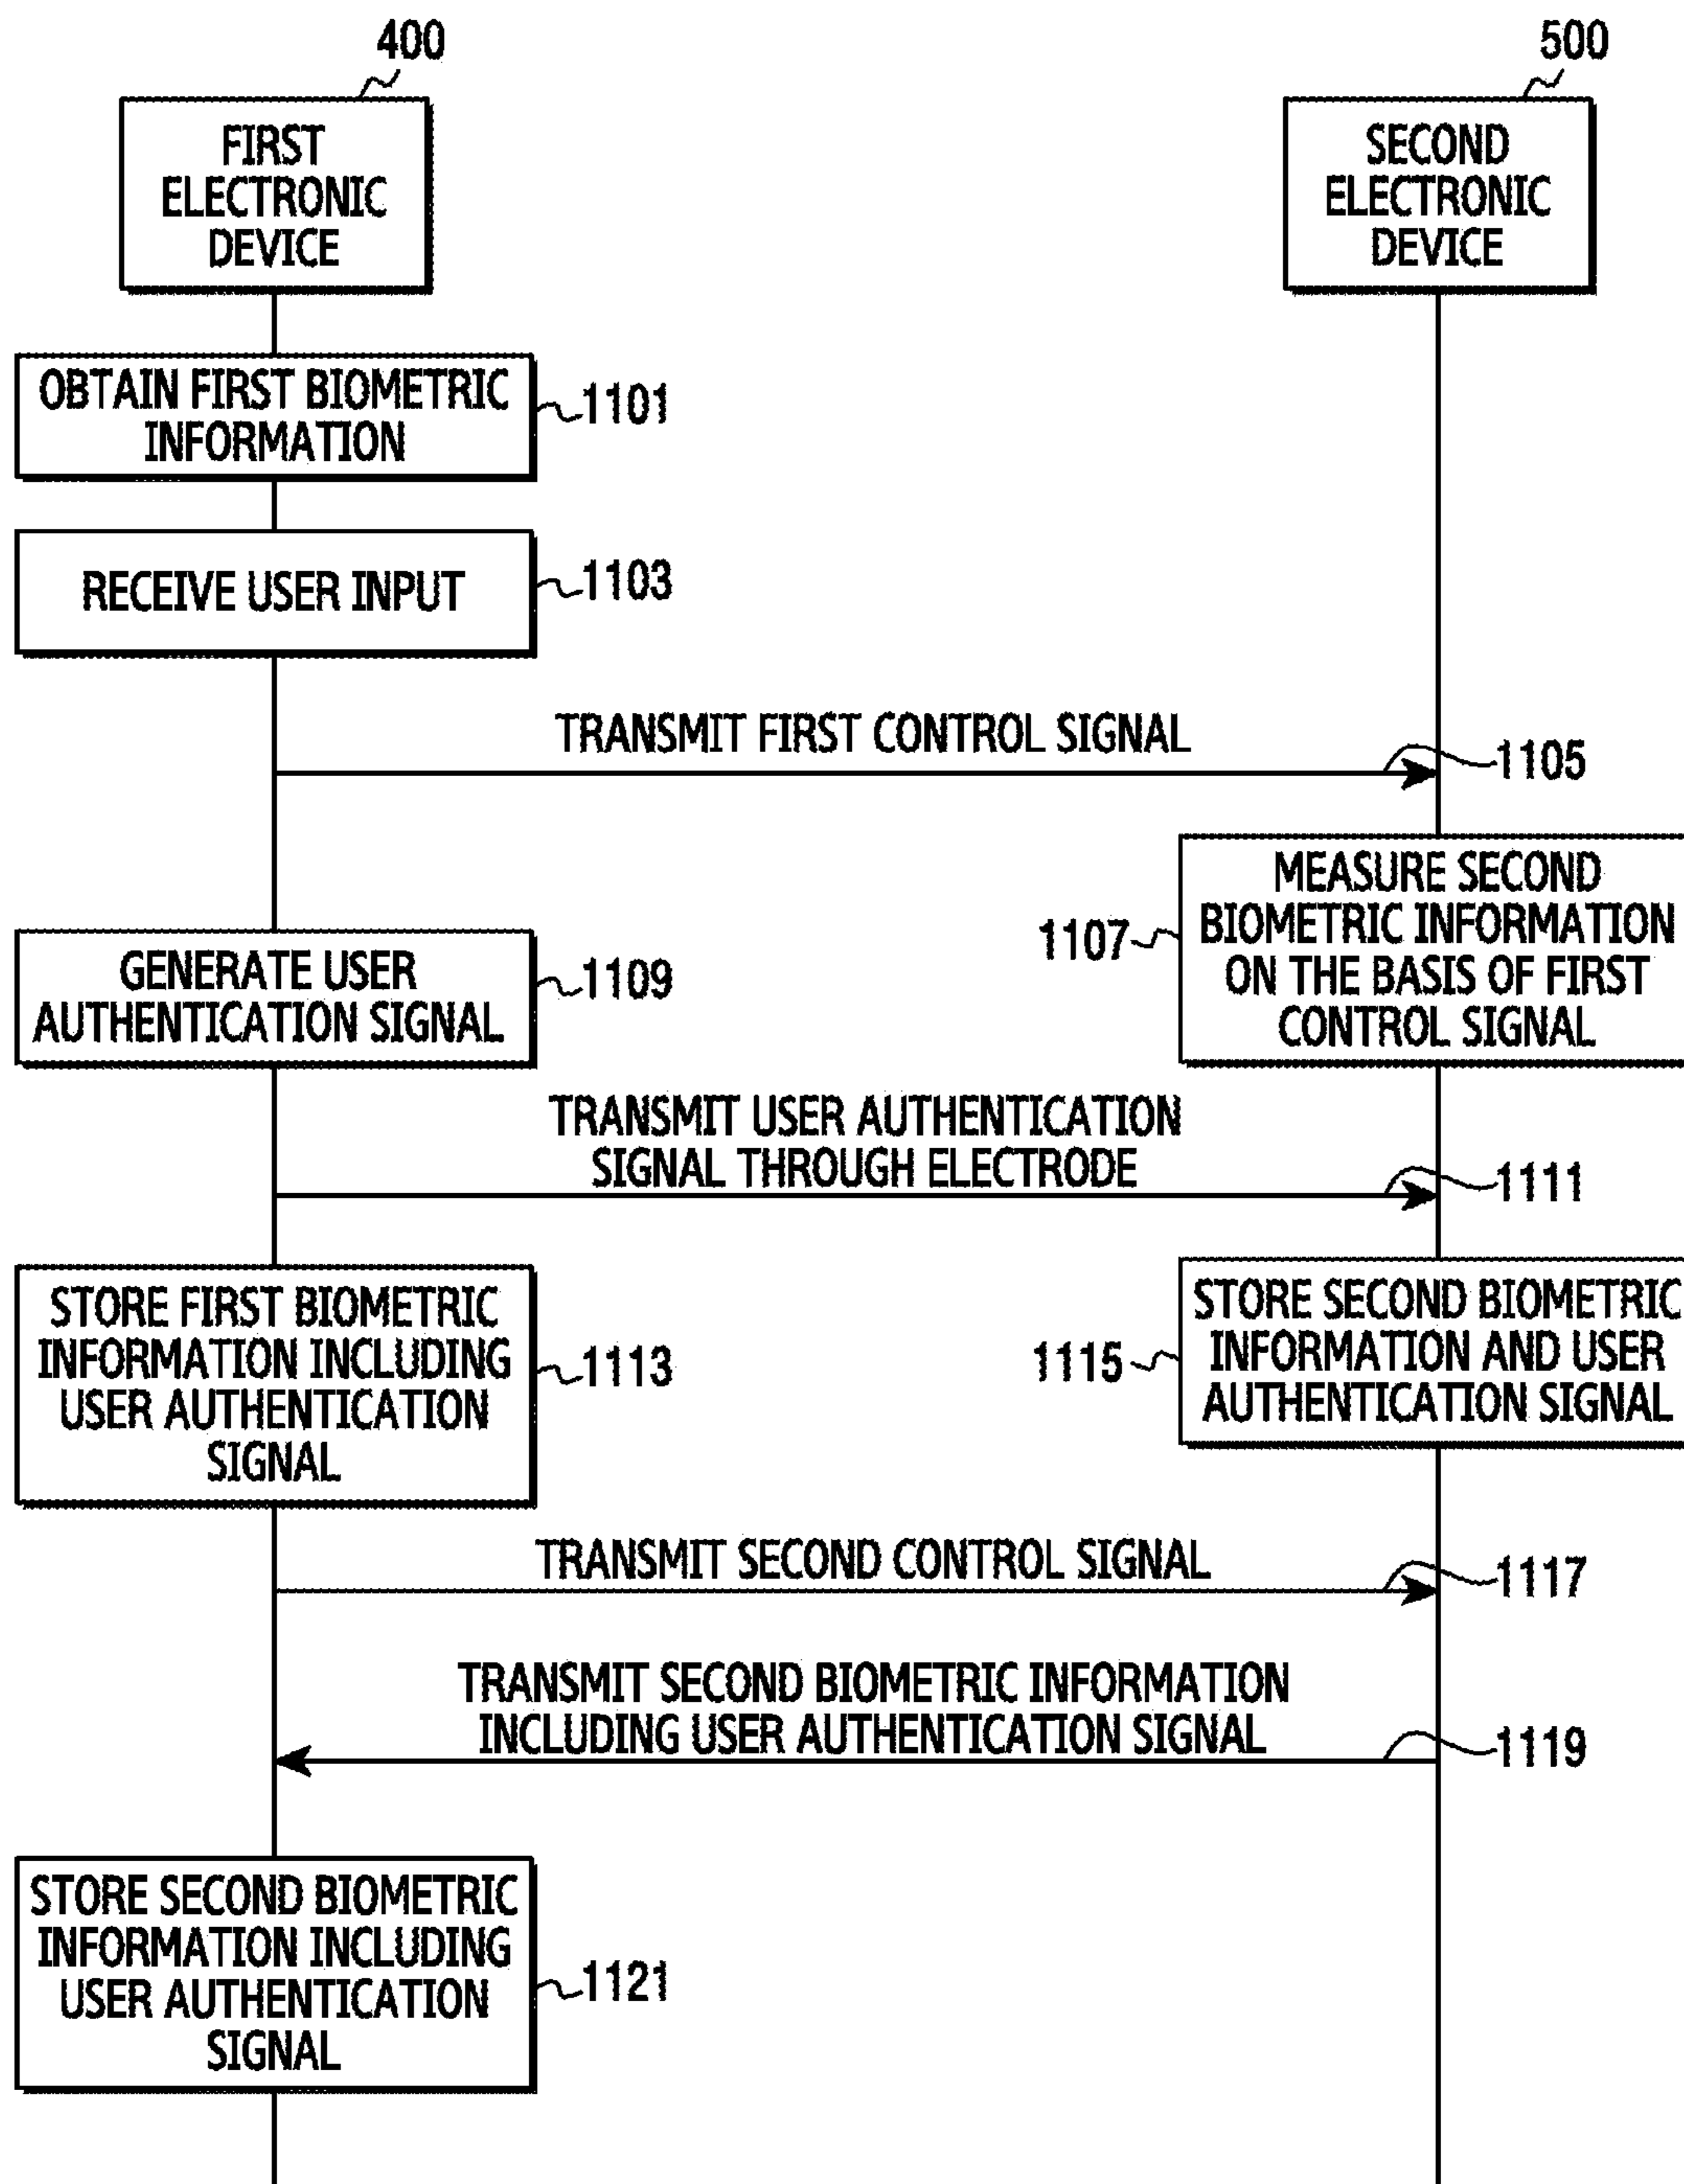 400
500
FIRST
ELECTRONIC
DEVICE
SECOND
ELECTRONIC
DEVICE
OBTAIN FIRST BIOMETRIC
INFORMATION
1101
RECEIVE USER INPUT
1103
TRANSMIT FIRST CONTROL SIGNAL
1105
MEASURE SECOND
BIOMETRIC INFORMATION
ON THE BASIS OF FIRST
CONTROL SIGNAL
1107
GENERATE USER
AUTHENTICATION SIGNAL
1109
TRANSMIT USER AUTHENTICATION
SIGNAL THROUGH ELECTRODE
1111
STORE FIRST BIOMETRIC
INFORMATION INCLUDING
USER AUTHENTICATION
SIGNAL
1113
STORE SECOND BIOMETRIC
INFORMATION AND USER
AUTHENTICATION SIGNAL
1115
TRANSMIT SECOND CONTROL SIGNAL
1117
TRANSMIT SECOND BIOMETRIC INFORMATION
INCLUDING USER AUTHENTICATION SIGNAL
1119
STORE SECOND BIOMETRIC
INFORMATION INCLUDING
USER AUTHENTICATION
SIGNAL
1121